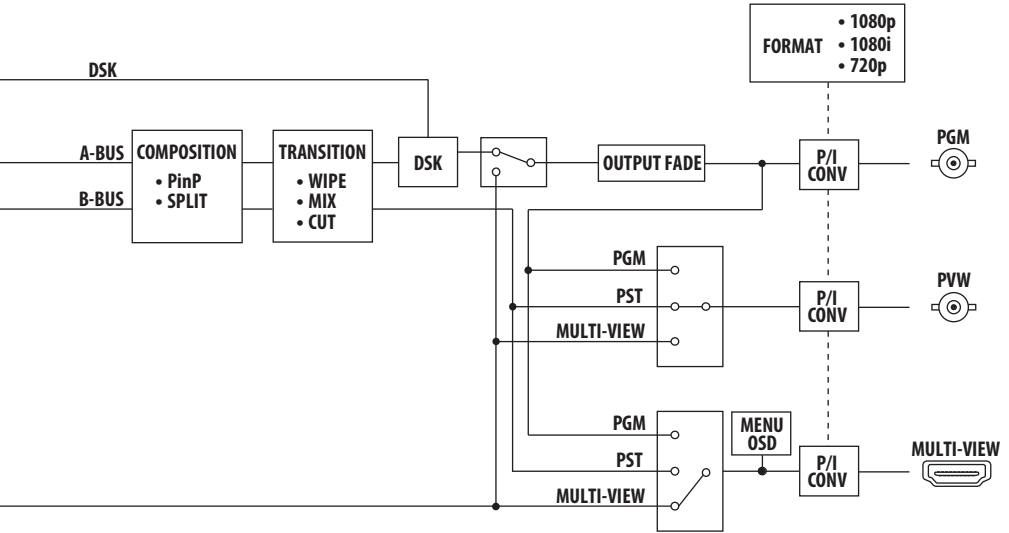 FORMAT
• 1080p
• 1080i
• 720p
DSK
A-BUS
B-BUS
COMPOSITION
• PinP
• SPLIT
TRANSITION
• WIPE
• MIX
• CUT
DSK
OUTPUT FADE
P/I
CONV
PGM
PGM
PST
MULTI-VIEW
P/I
CONV
PVW
PGM
PST
MULTI-VIEW
MENU
OSD
P/I
CONV
MULTI-VIEW